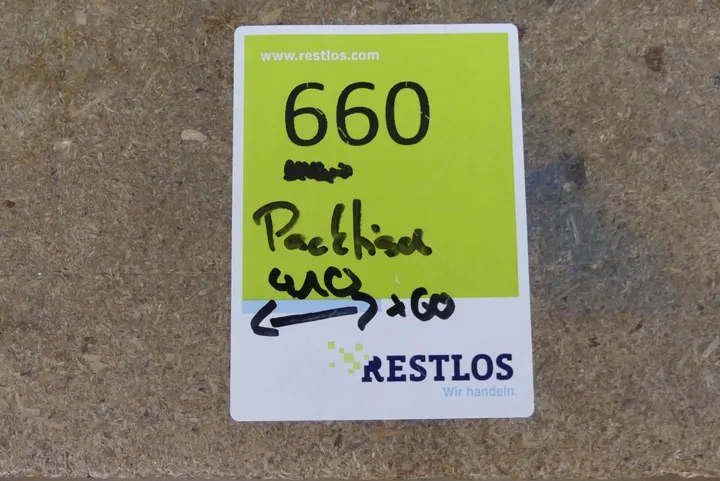 www.restlos.com
660
Packtisch
x60
RESTLOS
Wir handeln.